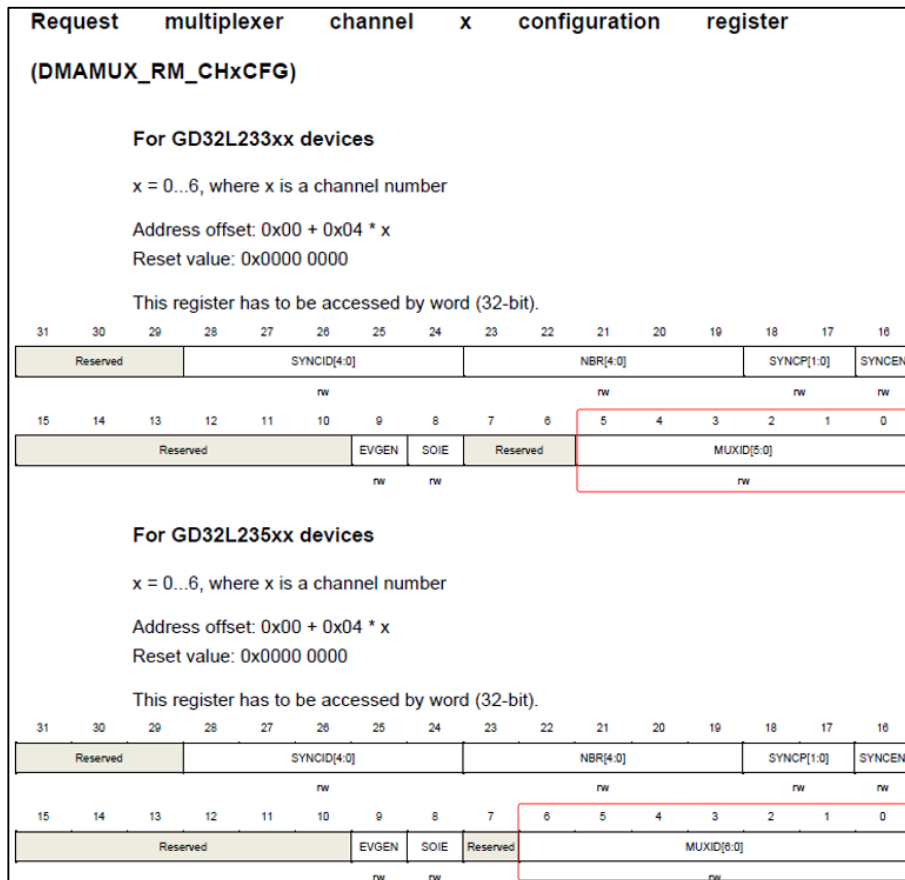 Request multiplexer channel x configuration register
(DMAMUX_RM_CHxCFG)
For GD32L233xx devices
x = 0...6, where x is a channel number
Address offset: 0x00 + 0x04 * x
Reset value: 0x0000 0000
This register has to be accessed by word (32-bit).
31 30 29 28 27 26 25 24 23 22 21 20 19 18 17 16
Reserved SYNCID[4:0] NBR[4:0] SYNCP[1:0] SYNCEN
rw rw rw rw
15 14 13 12 11 10 9 8 7 6 5 4 3 2 1 0
Reserved EVGEN SOIE Reserved MUXID[5:0]
rw rw rw
For GD32L235xx devices
x = 0...6, where x is a channel number
Address offset: 0x00 + 0x04 * x
Reset value: 0x0000 0000
This register has to be accessed by word (32-bit).
31 30 29 28 27 26 25 24 23 22 21 20 19 18 17 16
Reserved SYNCID[4:0] NBR[4:0] SYNCP[1:0] SYNCEN
rw rw rw rw
15 14 13 12 11 10 9 8 7 6 5 4 3 2 1 0
Reserved EVGEN SOIE Reserved MUXID[6:0]
rw rw rw